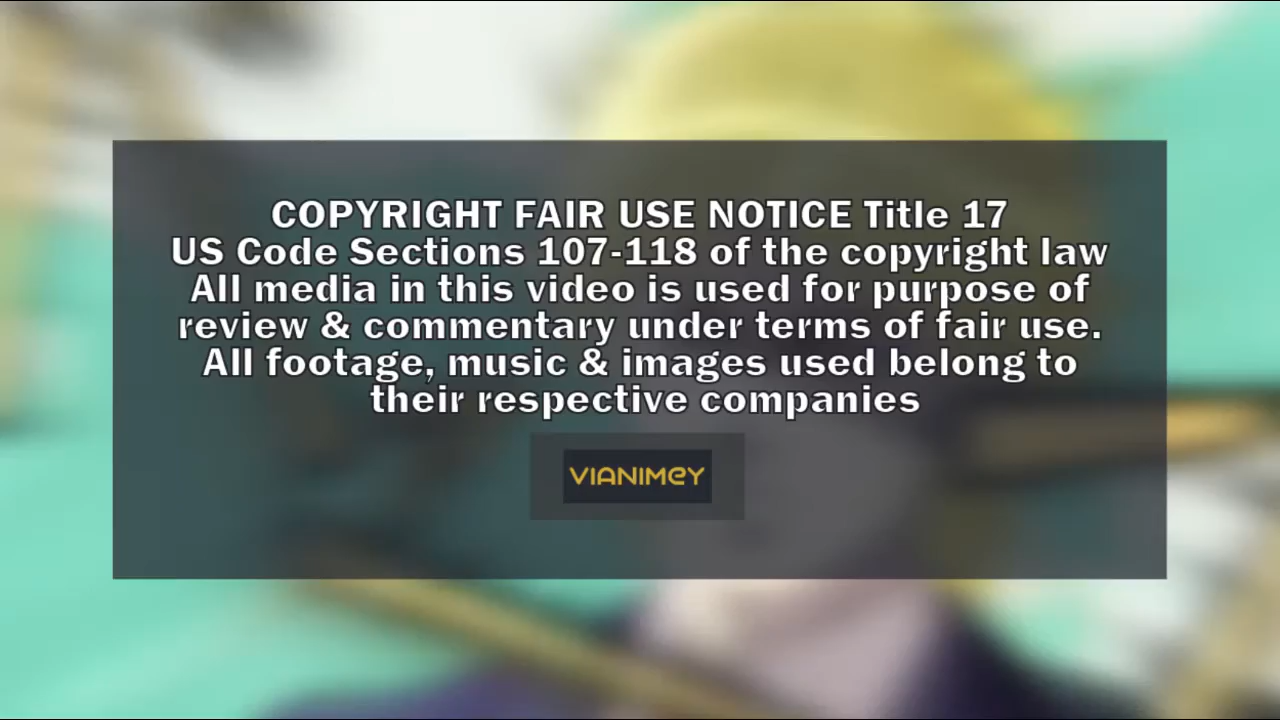 COPYRIGHT FAIR USE NOTICE Title 17
US Code Sections 107-118 of the copyright law
All media in this video is used for purpose of
review & commentary under terms of fair use.
All footage, music & images used belong to
their respective companies
VIANIMEY